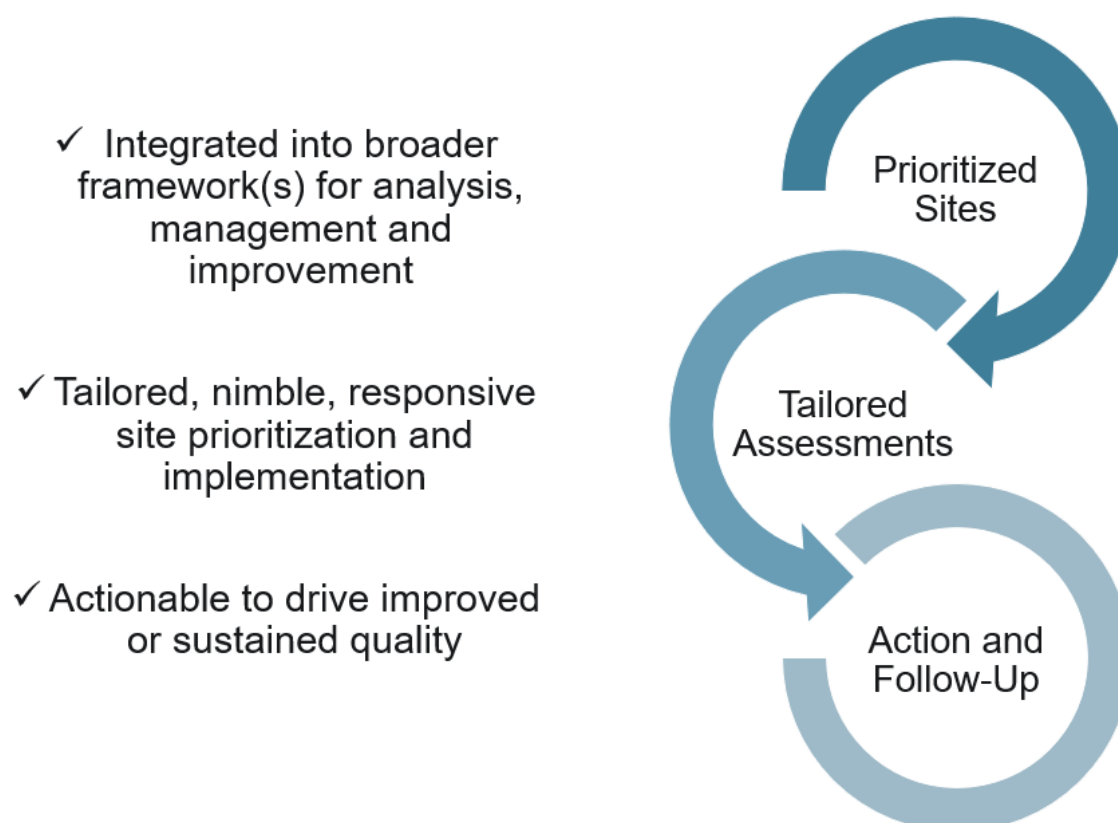 ✓ Integrated into broader
framework(s) for analysis,
management and
improvement
✓ Tailored, nimble, responsive
site prioritization and
implementation
✓ Actionable to drive improved
or sustained quality
Prioritized
Sites
Tailored
Assessments
Action and
Follow-Up